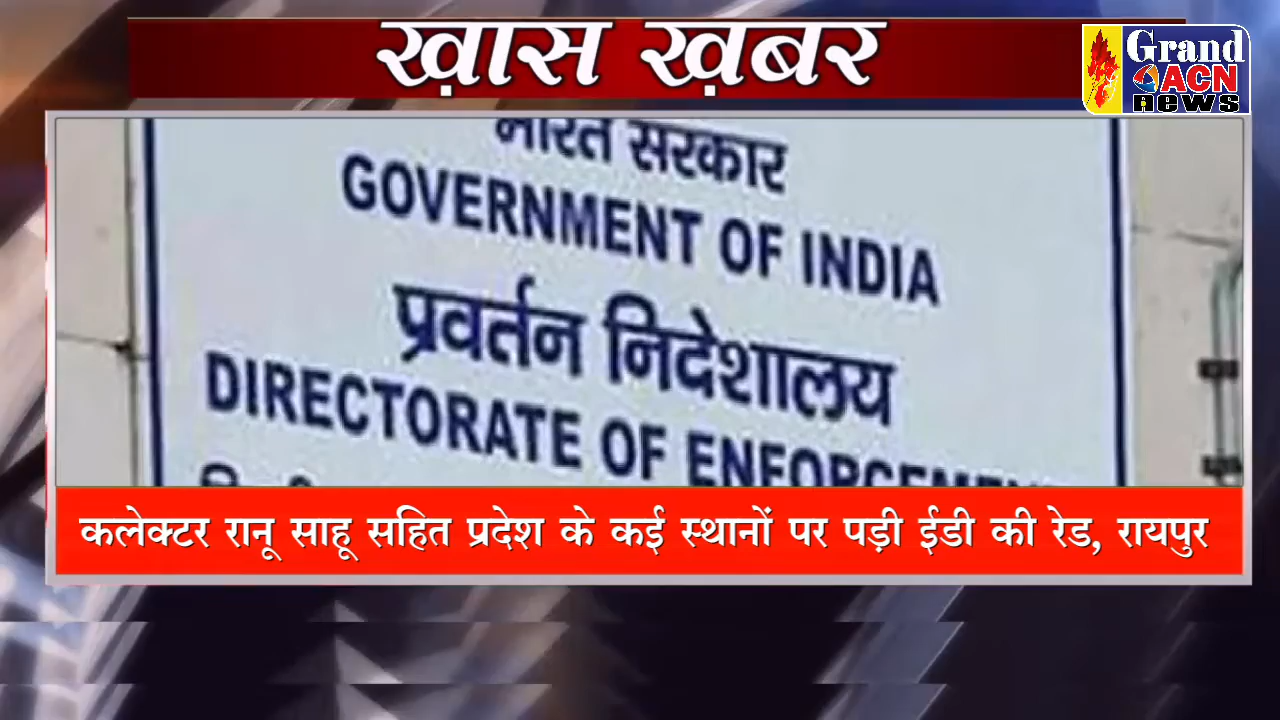 ख़ास ख़बर
Grand
ACN
news
भारत सरकार
GOVERNMENT OF INDIA
प्रवर्तन निदेशालय
DIRECTORATE OF ENFORCEMENT
कलेक्टर रानू साहू सहित प्रदेश के कई स्थानों पर पड़ी ईडी की रेड, रायपुर